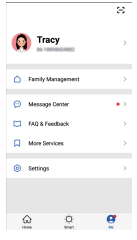 Tracy
Family Management
Message Center
FAQ & Feedback
More Services
Settings
Home
Smart
Me